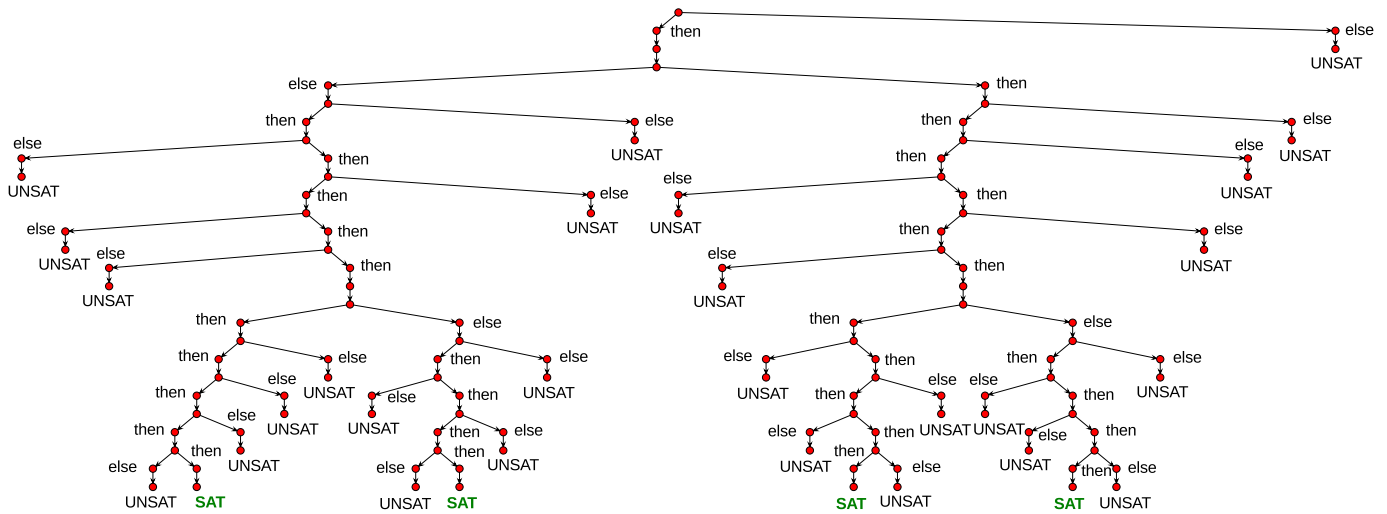 then else
UNSAT
else then
then else then else
else UNSAT UNSAT
then then else
UNSAT else UNSAT
then else then
else then UNSAT then else
UNSAT else UNSAT
then then
UNSAT UNSAT
then else then else
then else then else else then then else
UNSAT UNSAT UNSAT UNSAT
then else else then then else else then
UNSAT UNSAT UNSAT UNSAT
then else then else else then else then
UNSAT UNSAT UNSAT UNSAT
else then else then then else then else
UNSAT SAT UNSAT SAT SAT UNSAT SAT UNSAT